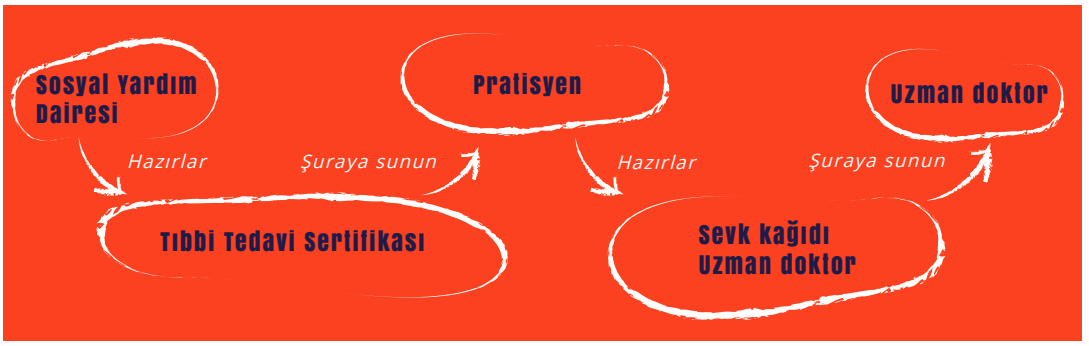 Sosyal Yardım
Dairesi
Hazırlar
Tıbbi Tedavi Sertifikası
Şuraya sunun
Pratisyen
Hazırlar
Sevk kağıdı
Uzman doktor
Şuraya sunun
Uzman doktor